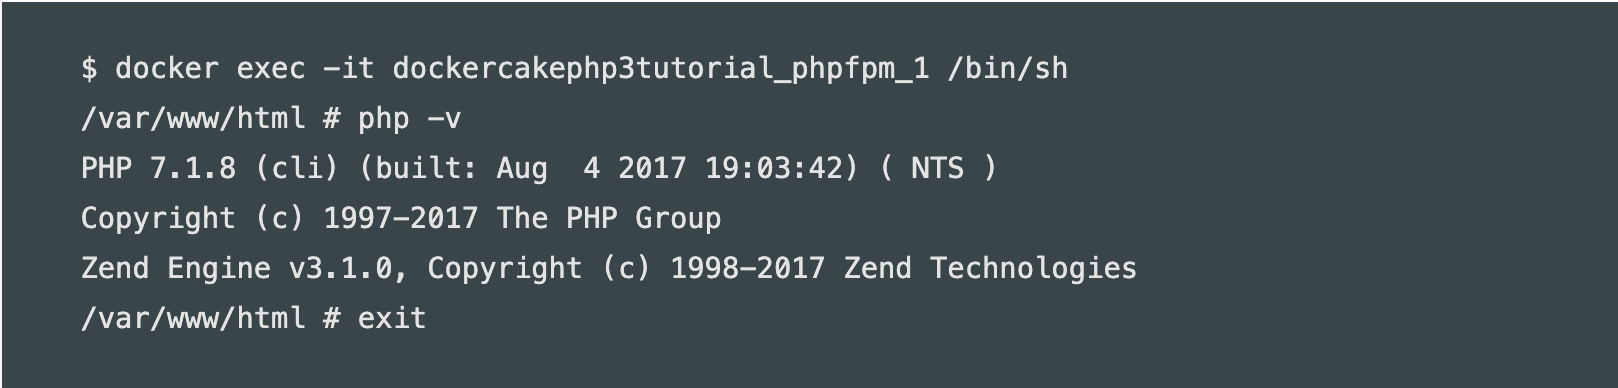 $ docker exec -it dockercakephp3tutorial_phpfpm_1 /bin/sh
/var/www/html # php -v
PHP 7.1.8 (cli) (built: Aug  4 2017 19:03:42) ( NTS )
Copyright (c) 1997-2017 The PHP Group
Zend Engine v3.1.0, Copyright (c) 1998-2017 Zend Technologies
/var/www/html # exit